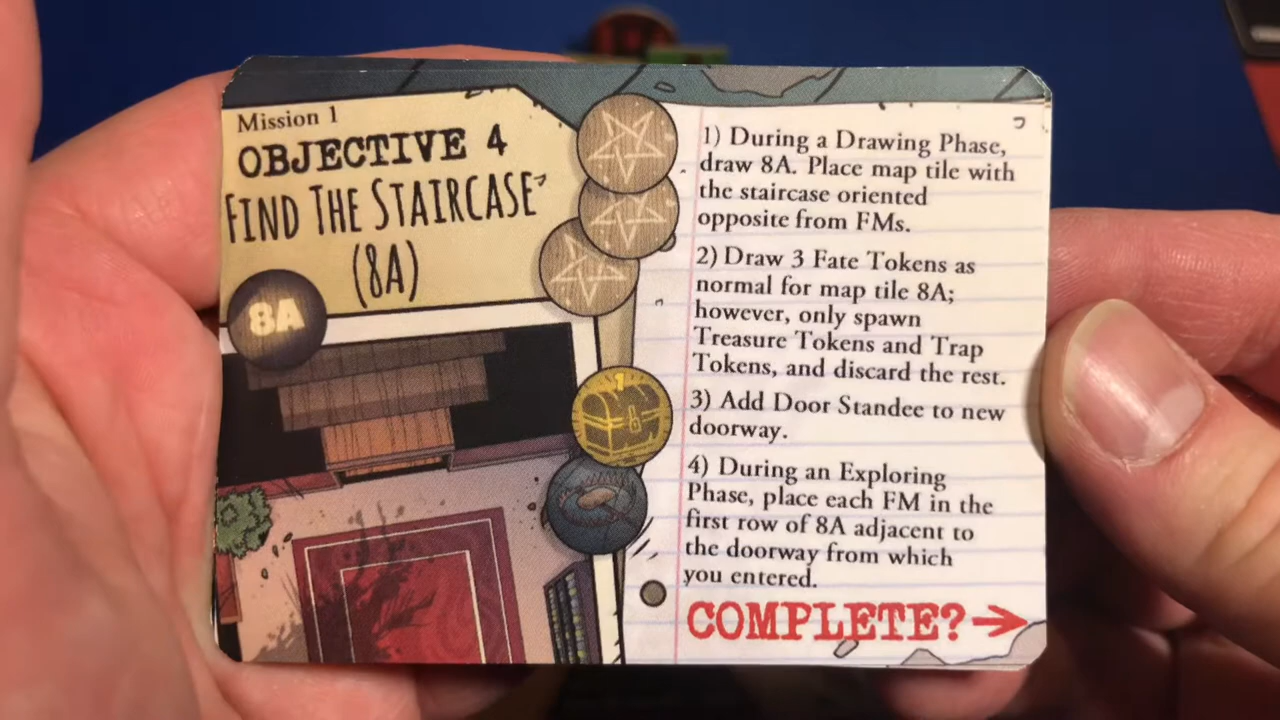 Mission 1
OBJECTIVE 4
FIND THE STAIRCASE
(8A)
8A
1
1) During a Drawing Phase,
draw 8A. Place map tile with
the staircase oriented
opposite from FMs.
2) Draw 3 Fate Tokens as
normal for map tile 8A;
however, only spawn
Treasure Tokens and Trap
Tokens, and discard the rest.
3) Add Door Standee to new
doorway.
4) During an Exploring
Phase, place each FM in the
first row of 8A adjacent to
the doorway from which
you entered.
COMPLETE?